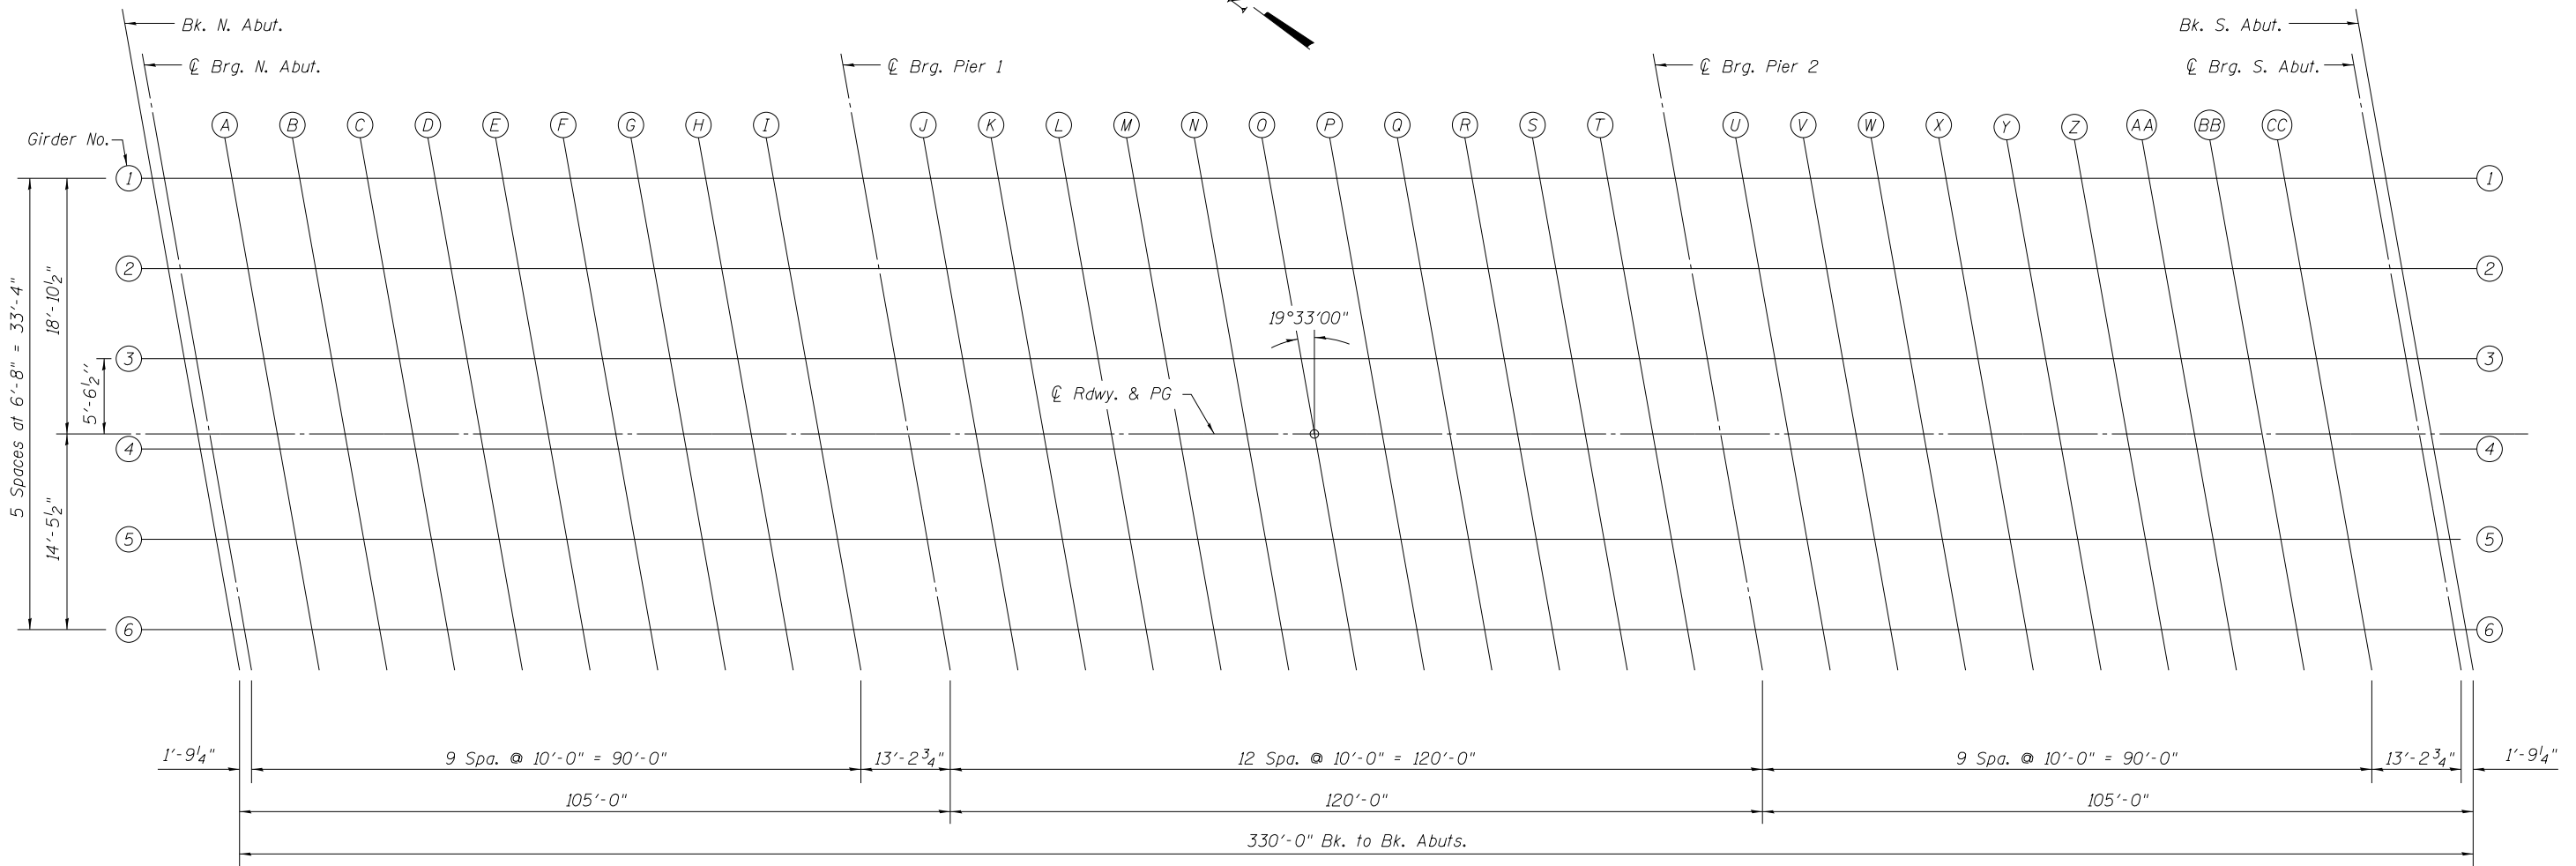 Bk. N. Abut.
Bk. S. Abut.
℄ Brg. N. Abut.
℄ Brg. Pier 1
℄ Brg. Pier 2
℄ Brg. S. Abut.
A B C D E F G H I J K L M N O P Q R S T U V W X Y Z AA BB CC
Girder No.
1 1
2 2
19°33'00"
3 3
℄ Rdwy. & PG
4 4
5 5
6 6
5 Spaces at 6'-8" = 33'-4"
18'-10½"
5'-6½''
14'-5½"
1'-9¼" 9 Spa. @ 10'-0" = 90'-0" 13'-2¾" 12 Spa. @ 10'-0" = 120'-0" 9 Spa. @ 10'-0" = 90'-0" 13'-2¾" 1'-9¼"
105'-0" 120'-0" 105'-0"
330'-0" Bk. to Bk. Abuts.